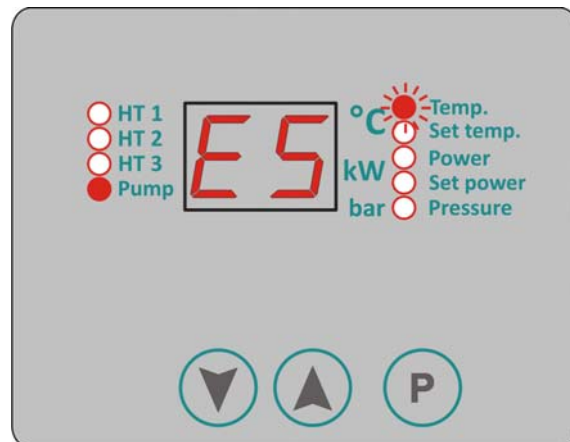 HT 1
HT 2
HT 3
Pump
E5
°C
kW
bar
Temp.
Set temp.
Power
Set power
Pressure
P